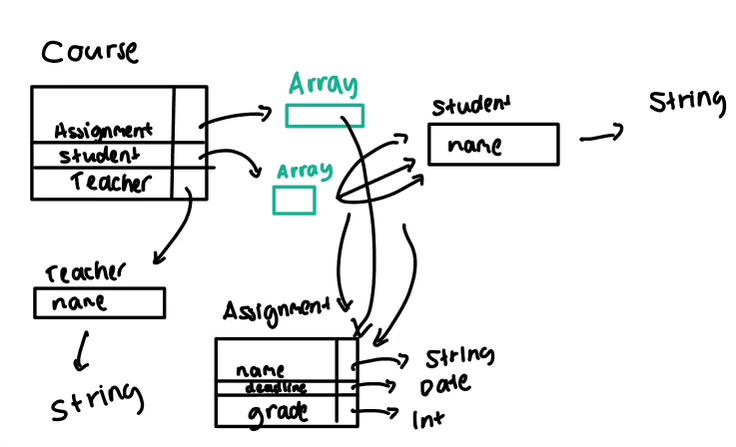 Course
Array
Assignment
student
Teacher
Array
student
name
String
Teacher
name
String
Assignment
name
deadline
grade
String
Date
Int